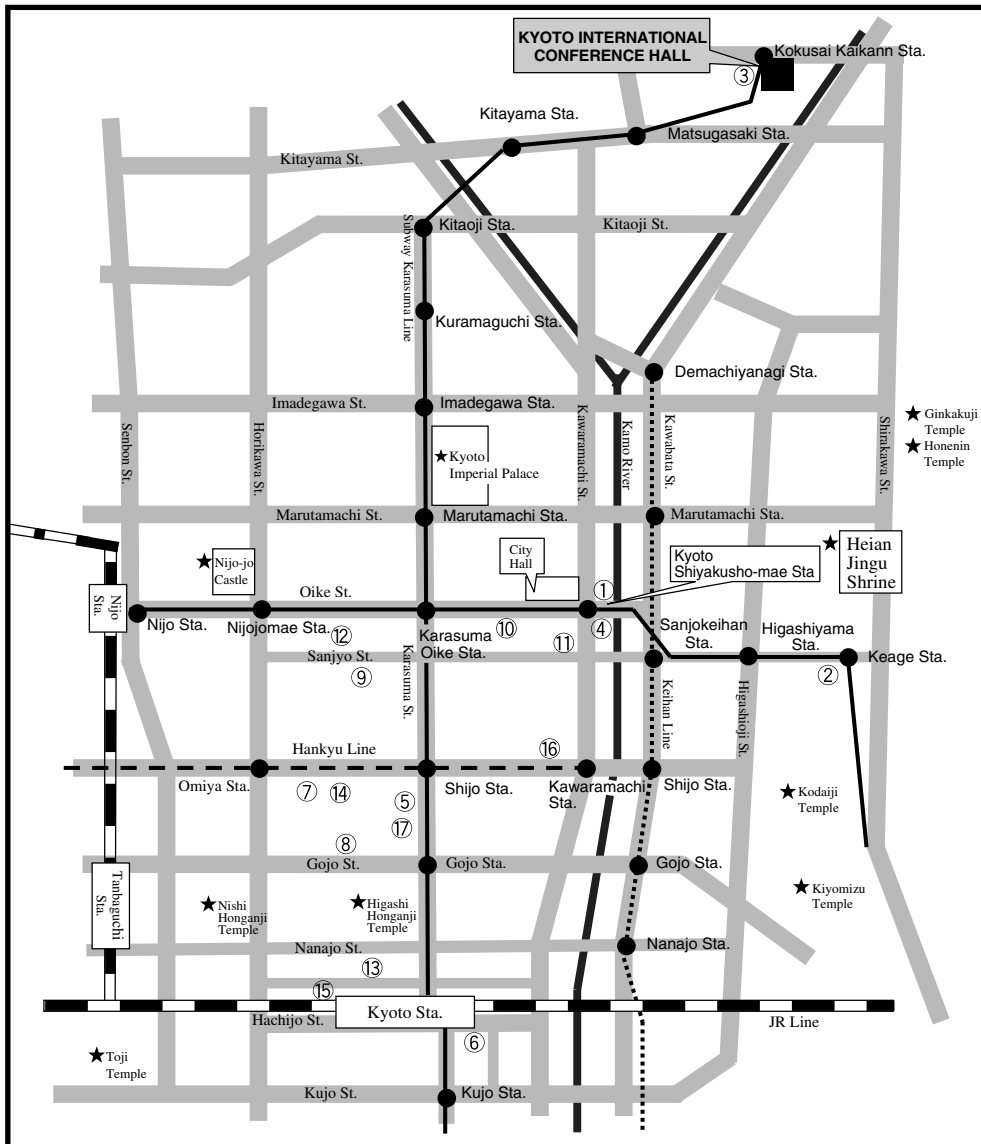 KYOTO INTERNATIONAL
CONFERENCE HALL
Kokusai Kaikann Sta.
③
Kitayama Sta.
Matsugasaki Sta.
Kitayama St.
Kitaoji Sta.
Kitaoji St.
Subway Karasuma Line
Kuramaguchi Sta.
Demachiyanagi Sta.
Imadegawa St.
Imadegawa Sta.
Senbon St.
Horikawa St.
Kawaramachi St.
Kamo River
Kawabata St.
Shirakawa St.
Ginkakuji
Temple
Honenin
Temple
Kyoto
Imperial Palace
Marutamachi St.
Marutamachi Sta.
Marutamachi Sta.
Nijo-jo
Castle
City
Hall
Kyoto
Shiyakusho-mae Sta
Heian
Jingu
Shrine
Nijo
Sta.
Oike St.
①
Nijo Sta.
Nijojomae Sta.
⑫
Karasuma
Oike Sta.
⑩
⑪
④
Sanjokeihan
Sta.
Higashiyama
Sta.
Keage Sta.
②
Sanjyo St.
⑨
Karasuma St.
Keihan Line
Higashioji St.
Hankyu Line
⑯
Omiya Sta.
⑦
⑭
⑤
Shijo Sta.
Kawaramachi
Sta.
Shijo Sta.
Kodaiji
Temple
⑰
⑧
Gojo St.
Gojo Sta.
Gojo Sta.
Tanbaguchi
Sta.
Nishi
Honganji
Temple
Higashi
Honganji
Temple
Kiyomizu
Temple
Nanajo St.
Nanajo Sta.
⑬
⑮
Kyoto Sta.
Hachijo St.
JR Line
⑥
Toji
Temple
Kujo St.
Kujo Sta.